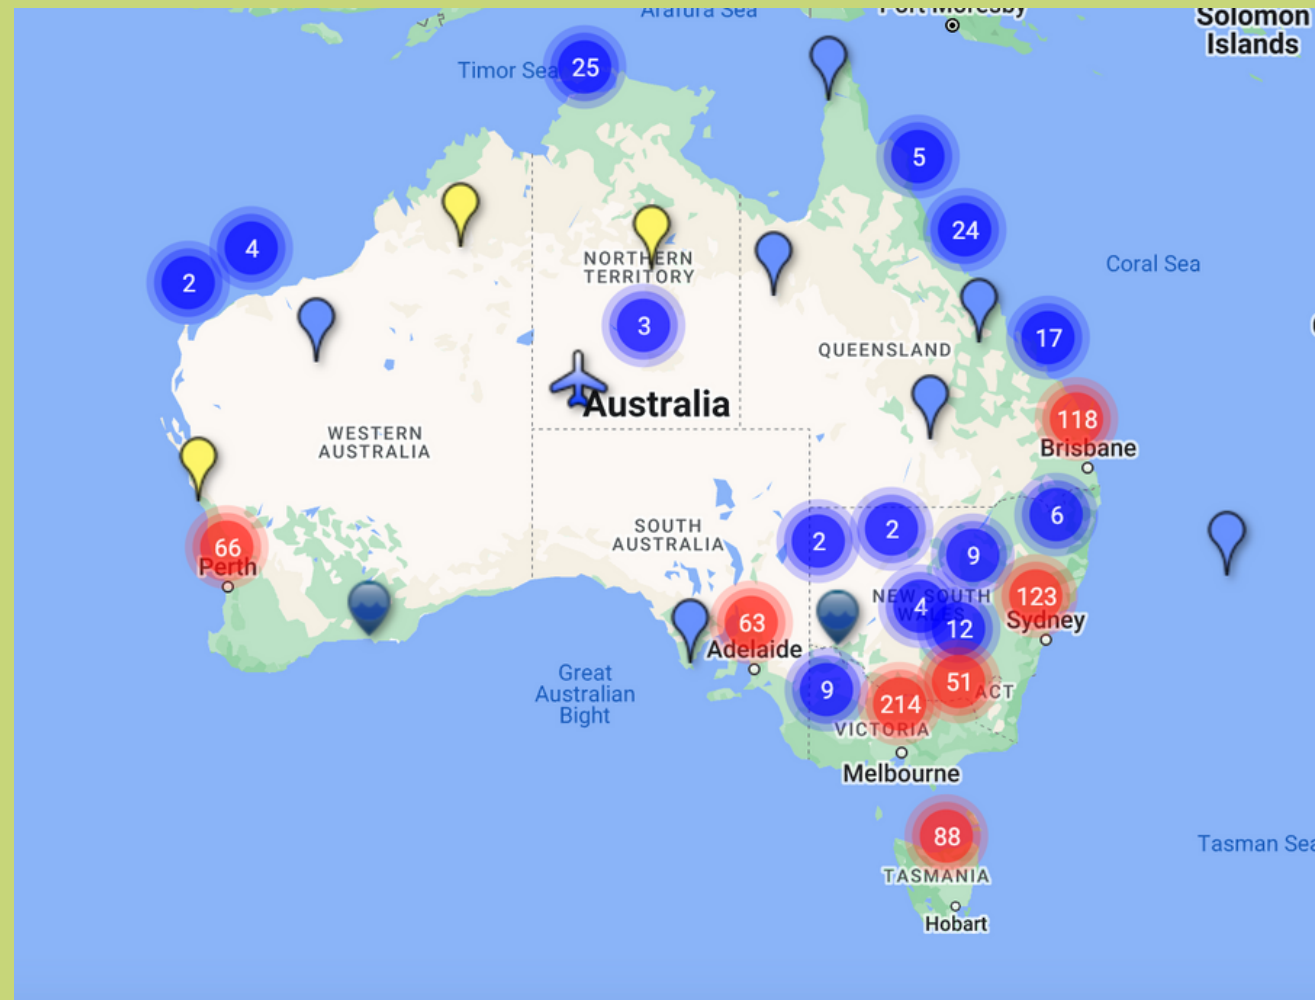 Arafura Sea
Port Moresby
Solomon
Islands
Timor Sea
25
5
24
4
2
NORTHERN
TERRITORY
Coral Sea
3
17
QUEENSLAND
Australia
118
Brisbane
WESTERN
AUSTRALIA
SOUTH
AUSTRALIA
2
2
6
9
66
Perth
NEW SOUTH
WALES
4
123
Sydney
12
63
Adelaide
Great
Australian
Bight
9
51
ACT
214
VICTORIA
Melbourne
88
TASMANIA
Hobart
Tasman Sea